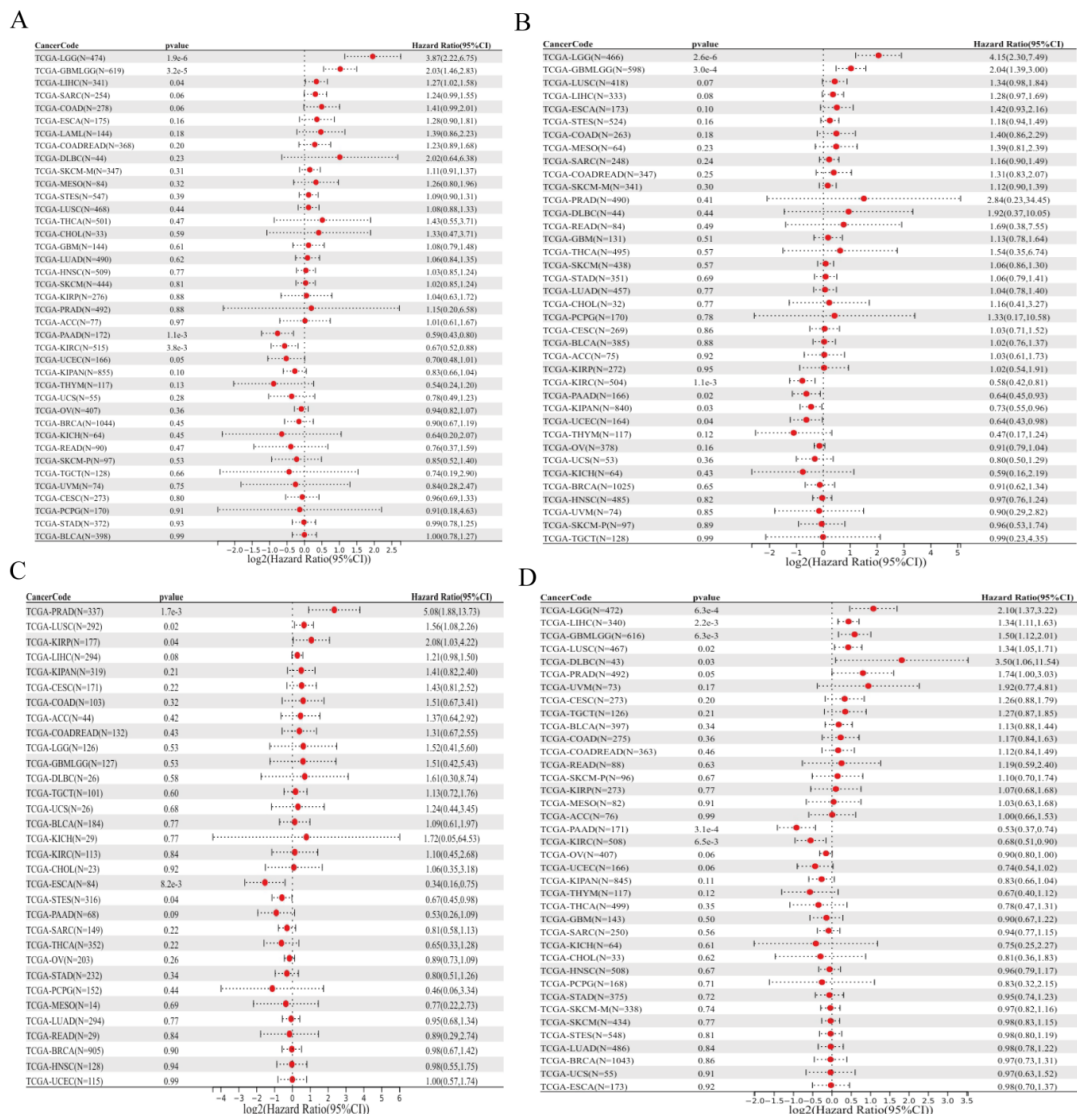 A
CancerCode pvalue Hazard Ratio(95%CI)
TCGA-LGG(N=474) 1.9e-6 3.87(2.22,6.75)
TCGA-GBMLGG(N=619) 3.2e-5 2.03(1.46,2.83)
TCGA-LIHC(N=341) 0.04 1.27(1.02,1.58)
TCGA-SARC(N=254) 0.06 1.24(0.99,1.55)
TCGA-COAD(N=278) 0.06 1.41(0.99,2.01)
TCGA-ESCA(N=175) 0.16 1.28(0.90,1.81)
TCGA-LAML(N=144) 0.18 1.39(0.86,2.23)
TCGA-COADREAD(N=368) 0.20 1.23(0.89,1.68)
TCGA-DLBC(N=44) 0.23 2.02(0.64,6.38)
TCGA-SKCM-M(N=347) 0.31 1.11(0.91,1.37)
TCGA-MESO(N=84) 0.32 1.26(0.80,1.96)
TCGA-STES(N=547) 0.39 1.09(0.90,1.31)
TCGA-LUSC(N=468) 0.44 1.08(0.88,1.33)
TCGA-THCA(N=501) 0.47 1.43(0.55,3.71)
TCGA-CHOL(N=33) 0.59 1.33(0.47,3.71)
TCGA-GBM(N=144) 0.61 1.08(0.79,1.48)
TCGA-LUAD(N=490) 0.62 1.06(0.84,1.35)
TCGA-HNSC(N=509) 0.77 1.03(0.85,1.24)
TCGA-SKCM(N=444) 0.81 1.02(0.85,1.24)
TCGA-KIRP(N=276) 0.88 1.04(0.63,1.72)
TCGA-PRAD(N=492) 0.88 1.15(0.20,6.58)
TCGA-ACC(N=77) 0.97 1.01(0.61,1.67)
TCGA-PAAD(N=172) 1.1e-3 0.59(0.43,0.80)
TCGA-KIRC(N=515) 3.8e-3 0.67(0.52,0.88)
TCGA-UCEC(N=166) 0.05 0.70(0.48,1.01)
TCGA-KIPAN(N=855) 0.10 0.83(0.66,1.04)
TCGA-THYM(N=117) 0.13 0.54(0.24,1.20)
TCGA-UCS(N=55) 0.28 0.78(0.49,1.23)
TCGA-OV(N=407) 0.36 0.94(0.82,1.07)
TCGA-BRCA(N=1044) 0.45 0.90(0.67,1.19)
TCGA-KICH(N=64) 0.45 0.64(0.20,2.07)
TCGA-READ(N=90) 0.47 0.76(0.37,1.59)
TCGA-SKCM-P(N=97) 0.53 0.85(0.52,1.40)
TCGA-TGCT(N=128) 0.66 0.74(0.19,2.90)
TCGA-UVM(N=74) 0.75 0.84(0.28,2.47)
TCGA-CESC(N=273) 0.80 0.96(0.69,1.33)
TCGA-PCPG(N=170) 0.91 0.91(0.18,4.63)
TCGA-STAD(N=372) 0.93 0.99(0.78,1.25)
TCGA-BLCA(N=398) 0.99 1.00(0.78,1.27)
-2.0 -1.5 -1.0 -0.5 0.0 0.5 1.0 1.5 2.0 2.5
log2(Hazard Ratio(95%CI))
B
CancerCode pvalue Hazard Ratio(95%CI)
TCGA-LGG(N=466) 2.6e-6 4.15(2.30,7.49)
TCGA-GBMLGG(N=598) 3.0e-4 2.04(1.39,3.00)
TCGA-LUSC(N=418) 0.07 1.34(0.98,1.84)
TCGA-LIHC(N=333) 0.08 1.28(0.97,1.69)
TCGA-ESCA(N=173) 0.10 1.42(0.93,2.16)
TCGA-STES(N=524) 0.16 1.18(0.94,1.49)
TCGA-COAD(N=263) 0.18 1.40(0.86,2.29)
TCGA-MESO(N=64) 0.23 1.39(0.81,2.39)
TCGA-SARC(N=248) 0.24 1.16(0.90,1.49)
TCGA-COADREAD(N=347) 0.25 1.31(0.83,2.07)
TCGA-SKCM-M(N=341) 0.30 1.12(0.90,1.39)
TCGA-PRAD(N=490) 0.41 2.84(0.23,34.45)
TCGA-DLBC(N=44) 0.44 1.92(0.37,10.05)
TCGA-READ(N=84) 0.49 1.69(0.38,7.55)
TCGA-GBM(N=131) 0.51 1.13(0.78,1.64)
TCGA-THCA(N=495) 0.57 1.54(0.35,6.74)
TCGA-SKCM(N=438) 0.57 1.06(0.86,1.30)
TCGA-STAD(N=351) 0.69 1.06(0.79,1.41)
TCGA-LUAD(N=457) 0.77 1.04(0.78,1.40)
TCGA-CHOL(N=32) 0.77 1.16(0.41,3.27)
TCGA-PCPG(N=170) 0.78 1.33(0.17,10.58)
TCGA-CESC(N=269) 0.86 1.03(0.71,1.52)
TCGA-BLCA(N=385) 0.88 1.02(0.76,1.37)
TCGA-ACC(N=75) 0.92 1.03(0.61,1.73)
TCGA-KIRP(N=272) 0.95 1.02(0.54,1.91)
TCGA-KIRC(N=504) 1.1e-3 0.58(0.42,0.81)
TCGA-PAAD(N=166) 0.02 0.64(0.45,0.93)
TCGA-KIPAN(N=840) 0.03 0.73(0.55,0.96)
TCGA-UCEC(N=164) 0.04 0.64(0.43,0.98)
TCGA-THYM(N=117) 0.12 0.47(0.17,1.24)
TCGA-OV(N=378) 0.16 0.91(0.79,1.04)
TCGA-UCS(N=53) 0.36 0.80(0.50,1.29)
TCGA-KICH(N=64) 0.43 0.59(0.16,2.19)
TCGA-BRCA(N=1025) 0.65 0.91(0.62,1.34)
TCGA-HNSC(N=485) 0.82 0.97(0.76,1.24)
TCGA-UVM(N=74) 0.85 0.90(0.29,2.82)
TCGA-SKCM-P(N=97) 0.89 0.96(0.53,1.74)
TCGA-TGCT(N=128) 0.99 0.99(0.23,4.35)
-2 -1 0 1 2 3 4 5
log2(Hazard Ratio(95%CI))
C
CancerCode pvalue Hazard Ratio(95%CI)
TCGA-PRAD(N=337) 1.7e-3 5.08(1.88,13.73)
TCGA-LUSC(N=292) 0.02 1.56(1.08,2.26)
TCGA-KIRP(N=177) 0.04 2.08(1.03,4.22)
TCGA-LIHC(N=294) 0.08 1.21(0.98,1.50)
TCGA-KIPAN(N=319) 0.21 1.41(0.82,2.40)
TCGA-CESC(N=171) 0.22 1.43(0.81,2.52)
TCGA-COAD(N=103) 0.32 1.51(0.67,3.41)
TCGA-ACC(N=44) 0.42 1.37(0.64,2.92)
TCGA-COADREAD(N=132) 0.43 1.31(0.67,2.55)
TCGA-LGG(N=126) 0.53 1.52(0.41,5.60)
TCGA-GBMLGG(N=127) 0.53 1.51(0.42,5.43)
TCGA-DLBC(N=26) 0.58 1.61(0.30,8.74)
TCGA-TGCT(N=101) 0.60 1.13(0.72,1.76)
TCGA-UCS(N=26) 0.68 1.24(0.44,3.45)
TCGA-BLCA(N=184) 0.77 1.09(0.61,1.97)
TCGA-KICH(N=29) 0.77 1.72(0.05,64.53)
TCGA-KIRC(N=113) 0.84 1.10(0.45,2.68)
TCGA-CHOL(N=23) 0.92 1.06(0.35,3.18)
TCGA-ESCA(N=84) 8.2e-3 0.34(0.16,0.75)
TCGA-STES(N=316) 0.04 0.67(0.45,0.98)
TCGA-PAAD(N=68) 0.09 0.53(0.26,1.09)
TCGA-SARC(N=149) 0.22 0.81(0.58,1.13)
TCGA-THCA(N=352) 0.22 0.65(0.33,1.28)
TCGA-OV(N=203) 0.26 0.89(0.73,1.09)
TCGA-STAD(N=232) 0.34 0.80(0.51,1.26)
TCGA-PCPG(N=152) 0.44 0.46(0.06,3.34)
TCGA-MESO(N=14) 0.69 0.77(0.22,2.73)
TCGA-LUAD(N=294) 0.77 0.95(0.68,1.34)
TCGA-READ(N=29) 0.84 0.89(0.29,2.74)
TCGA-BRCA(N=905) 0.90 0.98(0.67,1.42)
TCGA-HNSC(N=128) 0.94 0.98(0.55,1.75)
TCGA-UCEC(N=115) 0.99 1.00(0.57,1.74)
-4 -3 -2 -1 0 1 2 3 4 5 6
log2(Hazard Ratio(95%CI))
D
CancerCode pvalue Hazard Ratio(95%CI)
TCGA-LGG(N=472) 6.3e-4 2.10(1.37,3.22)
TCGA-LIHC(N=340) 2.2e-3 1.34(1.11,1.63)
TCGA-GBMLGG(N=616) 6.3e-3 1.50(1.12,2.01)
TCGA-LUSC(N=467) 0.02 1.34(1.05,1.71)
TCGA-DLBC(N=43) 0.03 3.50(1.06,11.54)
TCGA-PRAD(N=492) 0.05 1.74(1.00,3.03)
TCGA-UVM(N=73) 0.17 1.92(0.77,4.81)
TCGA-CESC(N=273) 0.20 1.26(0.88,1.79)
TCGA-TGCT(N=126) 0.21 1.27(0.87,1.85)
TCGA-BLCA(N=397) 0.34 1.13(0.88,1.44)
TCGA-COAD(N=275) 0.36 1.17(0.84,1.63)
TCGA-COADREAD(N=363) 0.46 1.12(0.84,1.49)
TCGA-READ(N=88) 0.63 1.19(0.59,2.40)
TCGA-SKCM-P(N=96) 0.67 1.10(0.70,1.74)
TCGA-KIRP(N=273) 0.77 1.07(0.68,1.68)
TCGA-MESO(N=82) 0.91 1.03(0.63,1.68)
TCGA-ACC(N=76) 0.99 1.00(0.66,1.53)
TCGA-PAAD(N=171) 3.1e-4 0.53(0.37,0.74)
TCGA-KIRC(N=508) 6.5e-3 0.68(0.51,0.90)
TCGA-OV(N=407) 0.06 0.90(0.80,1.00)
TCGA-UCEC(N=166) 0.06 0.74(0.54,1.02)
TCGA-KIPAN(N=845) 0.11 0.83(0.66,1.04)
TCGA-THYM(N=117) 0.12 0.67(0.40,1.12)
TCGA-THCA(N=499) 0.35 0.78(0.47,1.31)
TCGA-GBM(N=143) 0.50 0.90(0.67,1.22)
TCGA-SARC(N=250) 0.56 0.94(0.77,1.15)
TCGA-KICH(N=64) 0.61 0.75(0.25,2.27)
TCGA-CHOL(N=33) 0.62 0.81(0.36,1.83)
TCGA-HNSC(N=508) 0.67 0.96(0.79,1.17)
TCGA-PCPG(N=168) 0.71 0.83(0.32,2.15)
TCGA-STAD(N=375) 0.72 0.95(0.74,1.23)
TCGA-SKCM-M(N=338) 0.74 0.97(0.82,1.16)
TCGA-SKCM(N=434) 0.77 0.98(0.83,1.15)
TCGA-STES(N=548) 0.81 0.98(0.80,1.19)
TCGA-LUAD(N=486) 0.84 0.98(0.78,1.22)
TCGA-BRCA(N=1043) 0.86 0.97(0.73,1.31)
TCGA-UCS(N=55) 0.91 0.97(0.63,1.52)
TCGA-ESCA(N=173) 0.92 0.98(0.70,1.37)
-2.0 -1.5 -1.0 -0.5 0.0 0.5 1.0 1.5 2.0 2.5 3.0 3.5
log2(Hazard Ratio(95%CI))